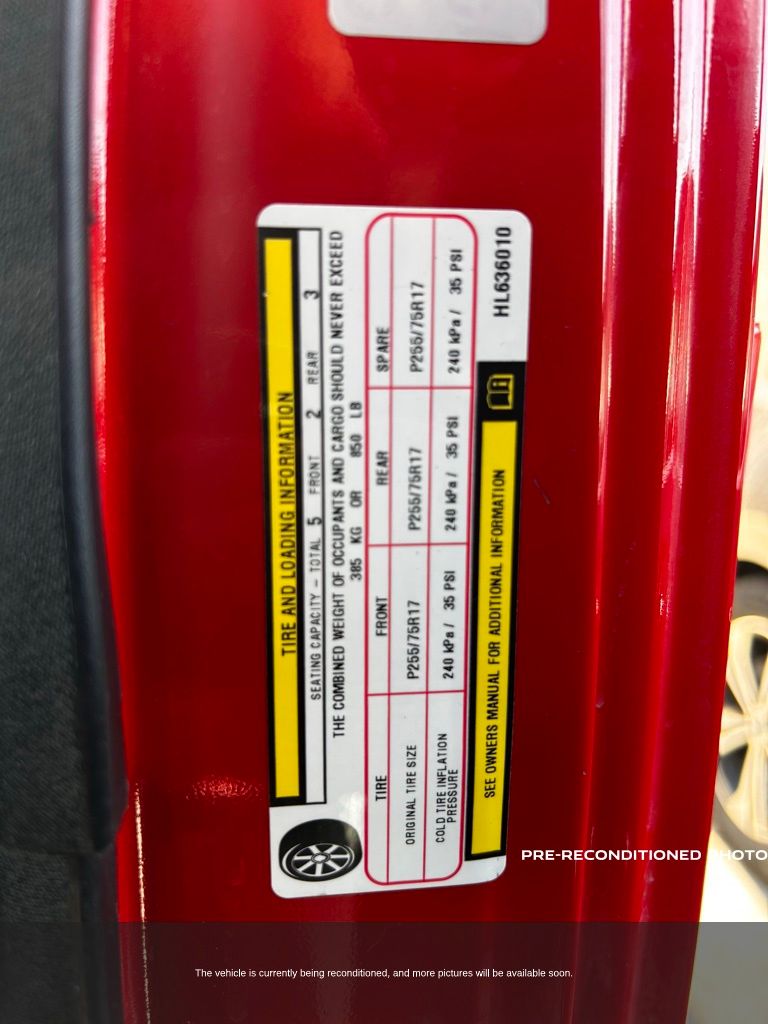 TIRE AND LOADING INFORMATION
SEATING CAPACITY – TOTAL 5 FRONT 2 REAR 3
THE COMBINED WEIGHT OF OCCUPANTS AND CARGO SHOULD NEVER EXCEED
385 KG OR 850 LB
TIRE FRONT REAR SPARE
ORIGINAL TIRE SIZE P255/75R17 P255/75R17 P255/75R17
COLD TIRE INFLATION
PRESSURE 240 kPa / 35 PSI 240 kPa / 35 PSI 240 kPa / 35 PSI
SEE OWNERS MANUAL FOR ADDITIONAL INFORMATION
HL636010
PRE-RECONDITIONED PHOTO
The vehicle is currently being reconditioned, and more pictures will be available soon.